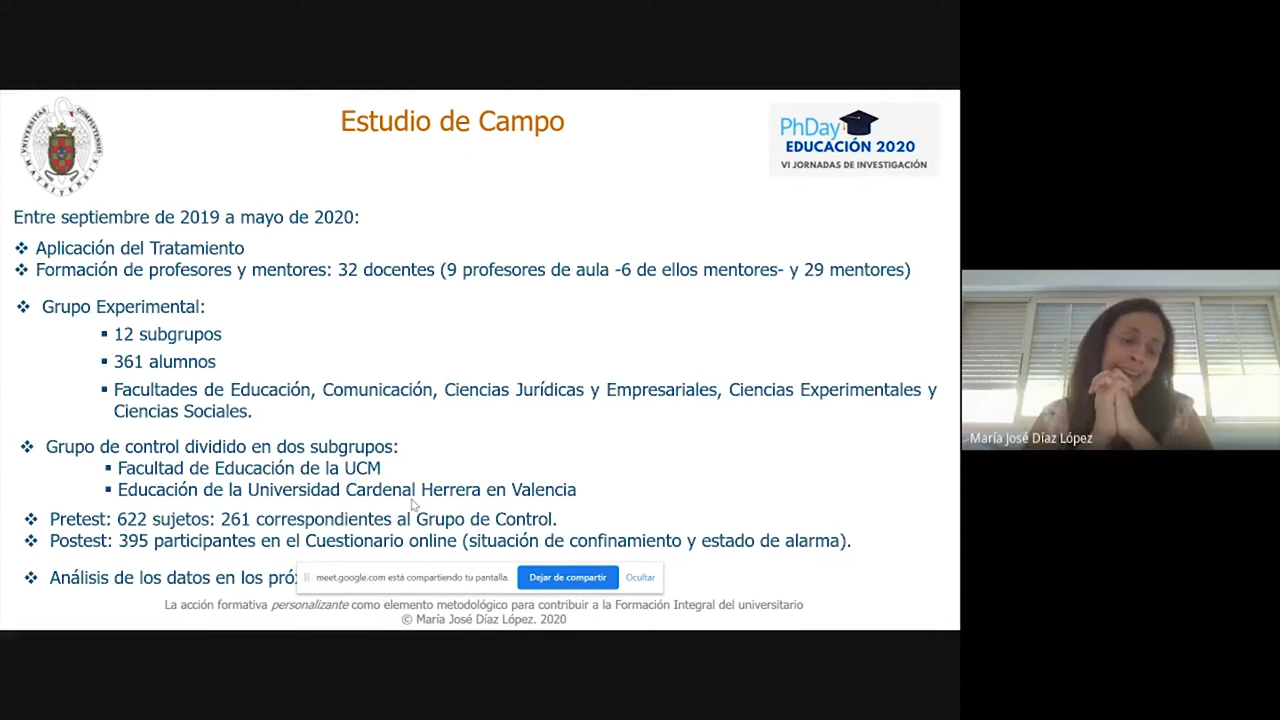 Estudio de Campo
PhDay
EDUCACIÓN 2020
VI JORNADAS DE INVESTIGACIÓN
UNIVERSITAS COMPLUTENSIS MATRITENSIS
Entre septiembre de 2019 a mayo de 2020:
❖ Aplicación del Tratamiento
❖ Formación de profesores y mentores: 32 docentes (9 profesores de aula -6 de ellos mentores- y 29 mentores)
❖ Grupo Experimental:
▪ 12 subgrupos
▪ 361 alumnos
▪ Facultades de Educación, Comunicación, Ciencias Jurídicas y Empresariales, Ciencias Experimentales y
Ciencias Sociales.
❖ Grupo de control dividido en dos subgrupos:
▪ Facultad de Educación de la UCM
▪ Educación de la Universidad Cardenal Herrera en Valencia
❖ Pretest: 622 sujetos: 261 correspondientes al Grupo de Control.
❖ Postest: 395 participantes en el Cuestionario online (situación de confinamiento y estado de alarma).
❖ Análisis de los datos en los
meet.google.com está compartiendo tu pantalla. Dejar de compartir Ocultar
La acción formativa personalizante como elemento metodológico para contribuir a la Formación Integral del universitario
© María José Díaz López. 2020
María José Díaz López